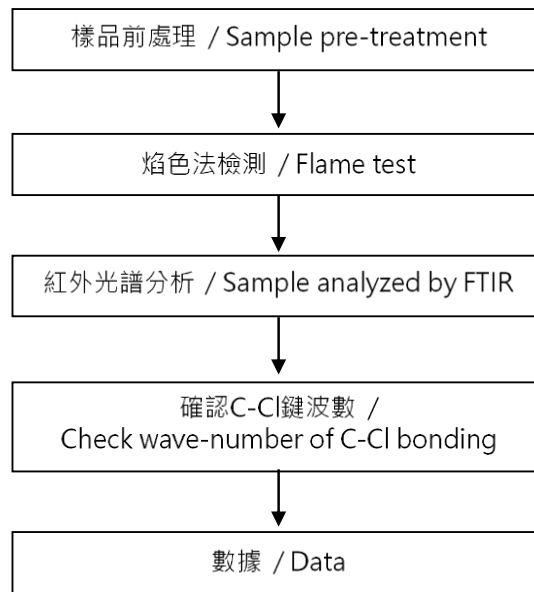 樣品前處理 / Sample pre-treatment
焰色法檢測 / Flame test
紅外光譜分析 / Sample analyzed by FTIR
確認C-Cl鍵波數 /
Check wave-number of C-Cl bonding
數據 / Data